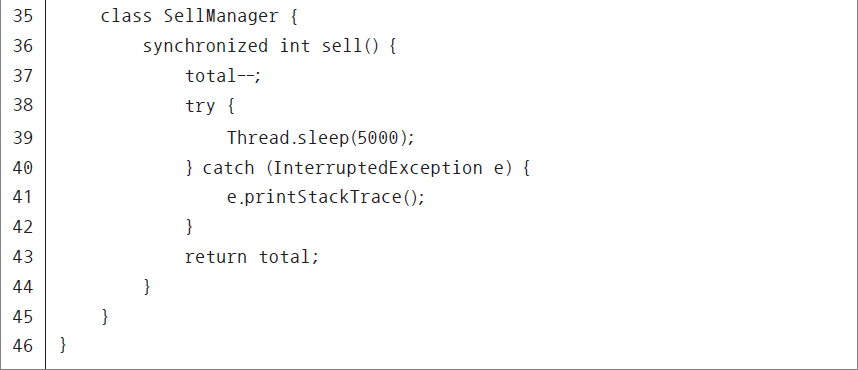 35 class SellManager {
36 synchronized int sell() {
37 total--;
38 try {
39 Thread.sleep(5000);
40 } catch (InterruptedException e) {
41 e.printStackTrace();
42 }
43 return total;
44 }
45 }
46 }